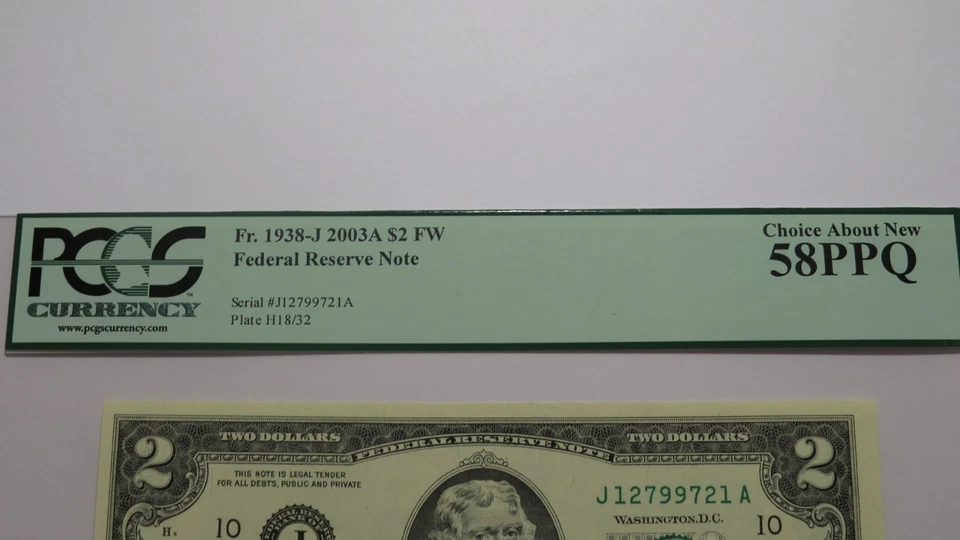 PCGS
CURRENCY
www.pcgscurrency.com
Fr. 1938-J 2003A $2 FW
Federal Reserve Note
Serial #J12799721A
Plate H18/32
Choice About New
58PPQ
2 TWO DOLLARS FEDERAL RESERVE NOTE TWO DOLLARS 2
THIS NOTE IS LEGAL TENDER
FOR ALL DEBTS, PUBLIC AND PRIVATE
J12799721A
WASHINGTON, D.C.
H4 10 J 10